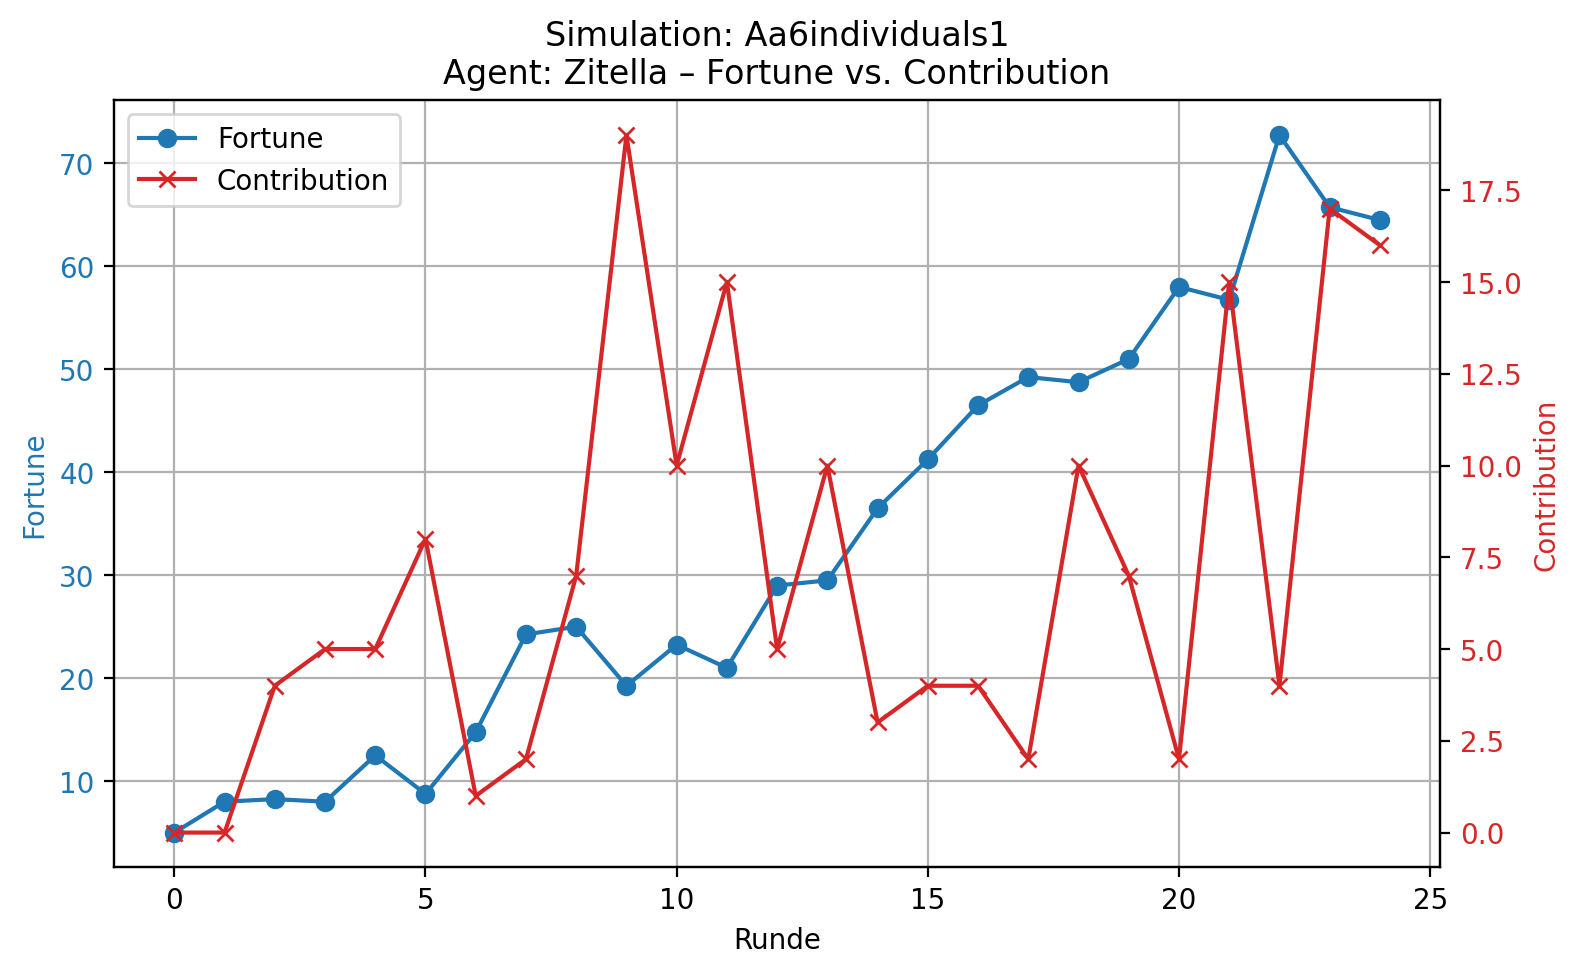 Simulation: Aa6individuals1
Agent: Zitella – Fortune vs. Contribution
Fortune
Contribution
70
60
50
40
30
20
10
Fortune
17.5
15.0
12.5
10.0
7.5
5.0
2.5
0.0
Contribution
0 5 10 15 20 25
Runde